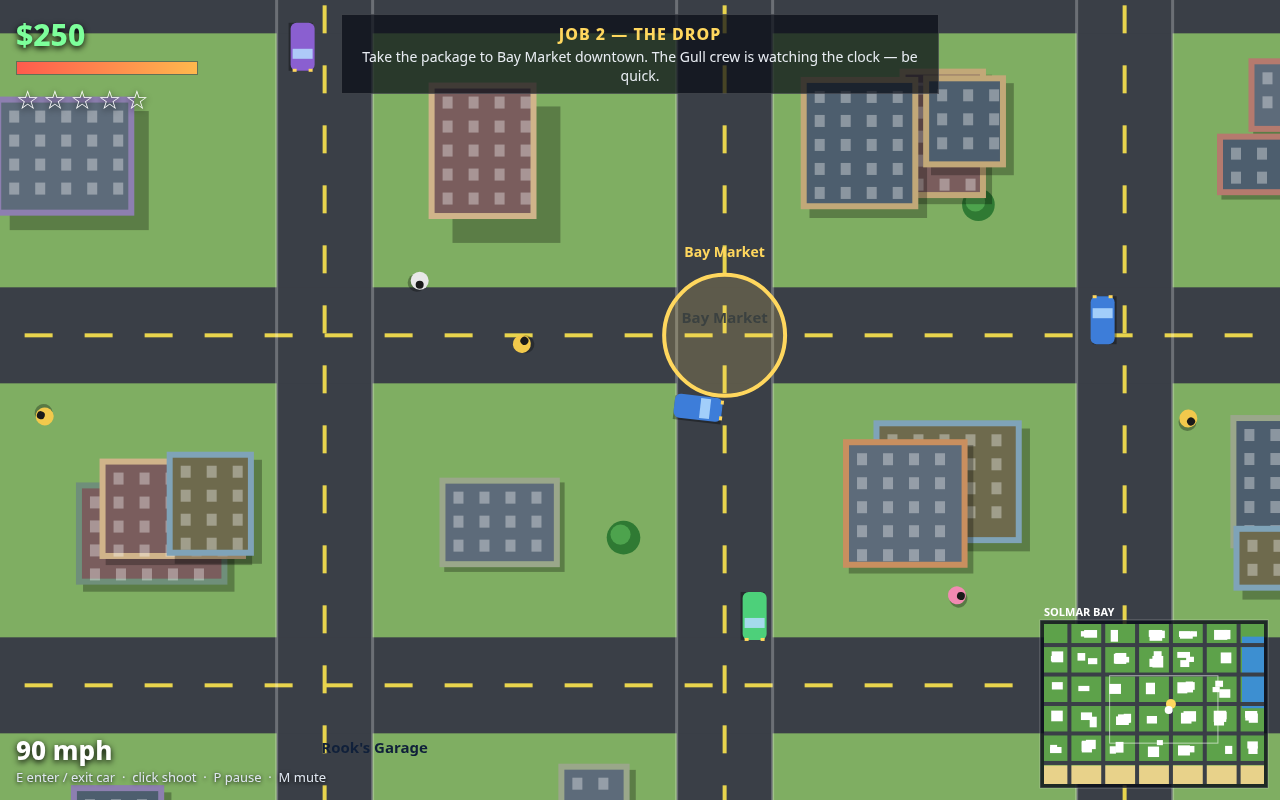 $250
☆ ☆ ☆ ☆ ☆
JOB 2 — THE DROP
Take the package to Bay Market downtown. The Gull crew is watching the clock — be
quick.
Bay Market
Bay Market
SOLMAR BAY
Rook's Garage
90 mph
E enter / exit car · click shoot · P pause · M mute